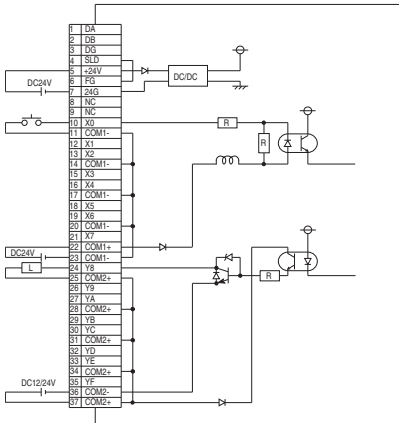 1 DA
2 DB
3 DG
4 SLD
5 +24V
6 FG
7 24G
8 NC
9 NC
10 X0
11 COM1-
12 X1
13 X2
14 COM1-
15 X3
16 X4
17 COM1-
18 X5
19 X6
20 COM1-
21 X7
22 COM1+
23 COM1-
24 Y8
25 COM2+
26 Y9
27 YA
28 COM2+
29 YB
30 YC
31 COM2+
32 YD
33 YE
34 COM2+
35 YF
36 COM2-
37 COM2+
DC24V
DC24V
L
DC12/24V
DC/DC
R
R
R